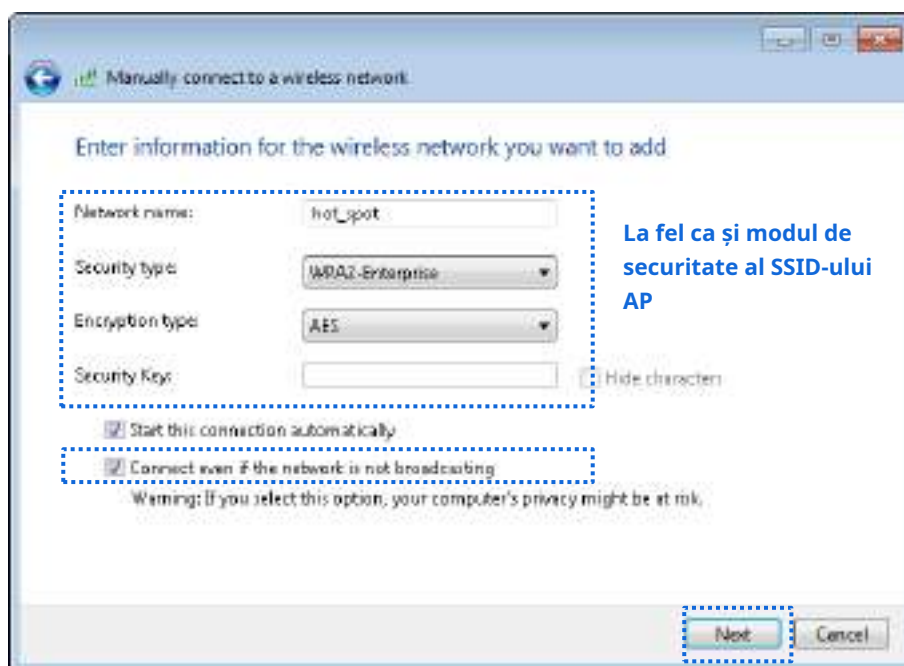 Manually connect to a wireless network
Enter information for the wireless network you want to add
Network name: hot_spot
Security type: WPA2-Enterprise
Encryption type: AES
Security Key: Hide characters
La fel ca și modul de
securitate al SSID-ului
AP
Start this connection automatically
Connect even if the network is not broadcasting
Warning: If you select this option, your computer's privacy might be at risk.
Next Cancel